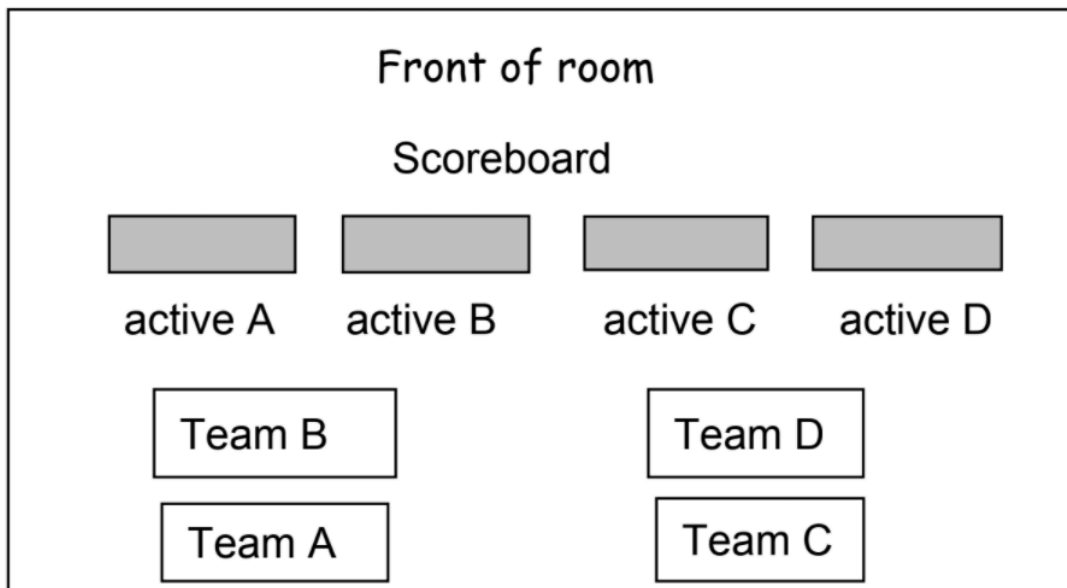 Front of room
Scoreboard
active A active B active C active D
Team B Team D
Team A Team C